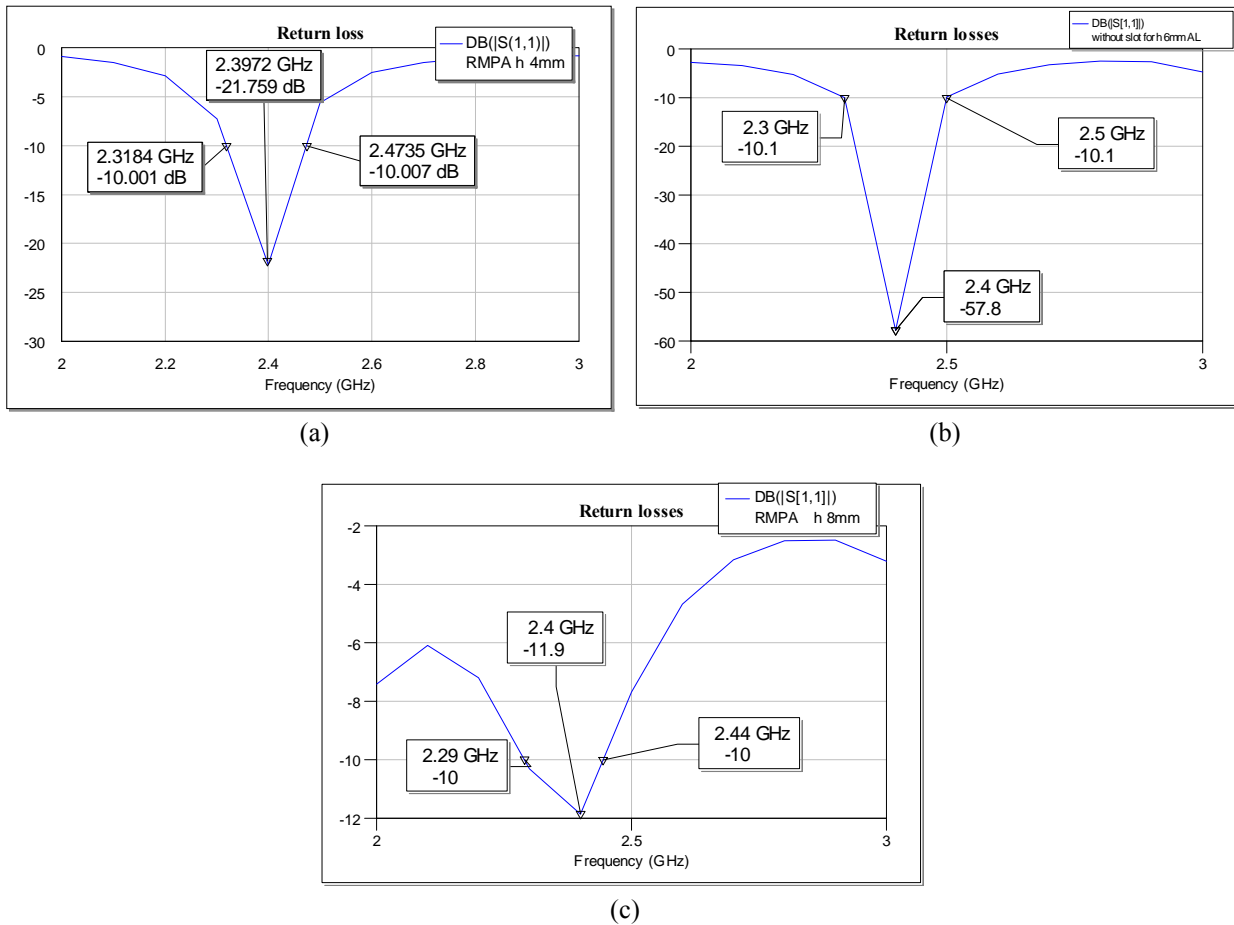 Return loss
DB(|S(1,1)|)
RMPA h 4mm
2.3972 GHz
-21.759 dB
2.3184 GHz
-10.001 dB
2.4735 GHz
-10.007 dB
0
-5
-10
-15
-20
-25
-30
2 2.2 2.4 2.6 2.8 3
Frequency (GHz)
(a)
Return losses
DB(|S[1,1]|)
without slot for h 6mm AL
2.3 GHz
-10.1
2.5 GHz
-10.1
2.4 GHz
-57.8
0
-10
-20
-30
-40
-50
-60
2 2.5 3
Frequency (GHz)
(b)
Return losses
DB(|S[1,1]|)
RMPA h 8mm
2.4 GHz
-11.9
2.29 GHz
-10
2.44 GHz
-10
-2
-4
-6
-8
-10
-12
2 2.5 3
Frequency (GHz)
(c)